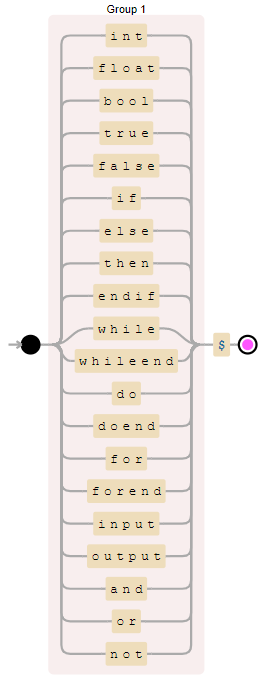 Group 1
int
float
bool
true
false
if
else
then
endif
while
whileend
$
do
doend
for
forend
input
output
and
or
not